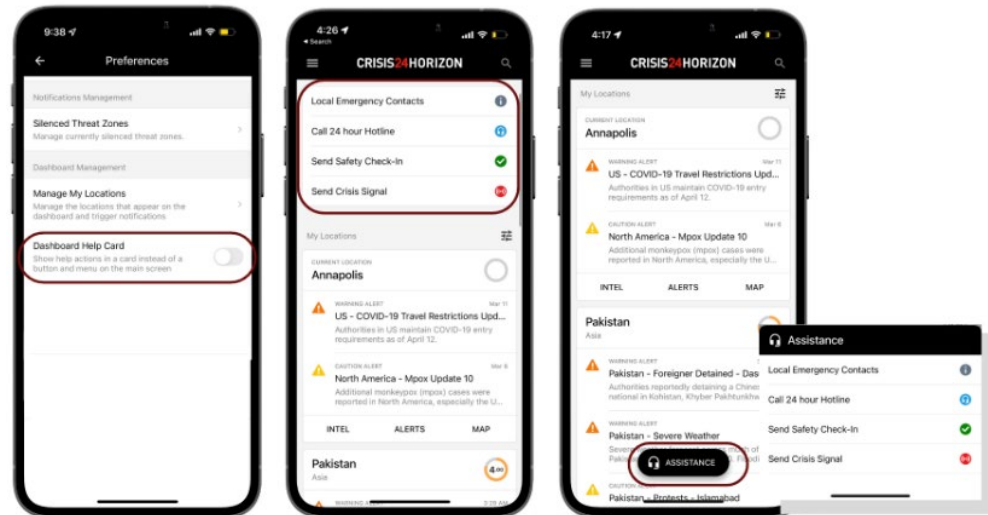 9:38
Preferences
Notifications Management
Silenced Threat Zones
Manage currently silenced threat zones.
Dashboard Management
Manage My Locations
Manage the locations that appear on the
dashboard and trigger notifications
Dashboard Help Card
Show help actions in a card instead of a
button and menu on the main screen
4:26
Search
CRISIS24HORIZON
Local Emergency Contacts
Call 24 hour Hotline
Send Safety Check-In
Send Crisis Signal
My Locations
CURRENT LOCATION
Annapolis
WARNING ALERT Mar 11
US - COVID-19 Travel Restrictions Upd...
Authorities in US maintain COVID-19 entry
requirements as of April 12.
CAUTION ALERT Mar 6
North America - Mpox Update 10
Additional monkeypox (mpox) cases were
reported in North America, especially the U...
INTEL ALERTS MAP
Pakistan
Asia
4.00
WARNING ALERT
4:17
CRISIS24HORIZON
My Locations
CURRENT LOCATION
Annapolis
WARNING ALERT Mar 11
US - COVID-19 Travel Restrictions Upd...
Authorities in US maintain COVID-19 entry
requirements as of April 12.
CAUTION ALERT Mar 6
North America - Mpox Update 10
Additional monkeypox (mpox) cases were
reported in North America, especially the U...
INTEL ALERTS MAP
Pakistan
Asia
WARNING ALERT
Pakistan - Foreigner Detained - Das
Authorities reportedly detaining a Chines
national in Kohistan, Khyber Pakhtunkhw
WARNING ALERT
Pakistan - Severe Weather
ASSISTANCE
CAUTION
Pakistan - Protests - Islamabad
Assistance
Local Emergency Contacts
Call 24 hour Hotline
Send Safety Check-In
Send Crisis Signal